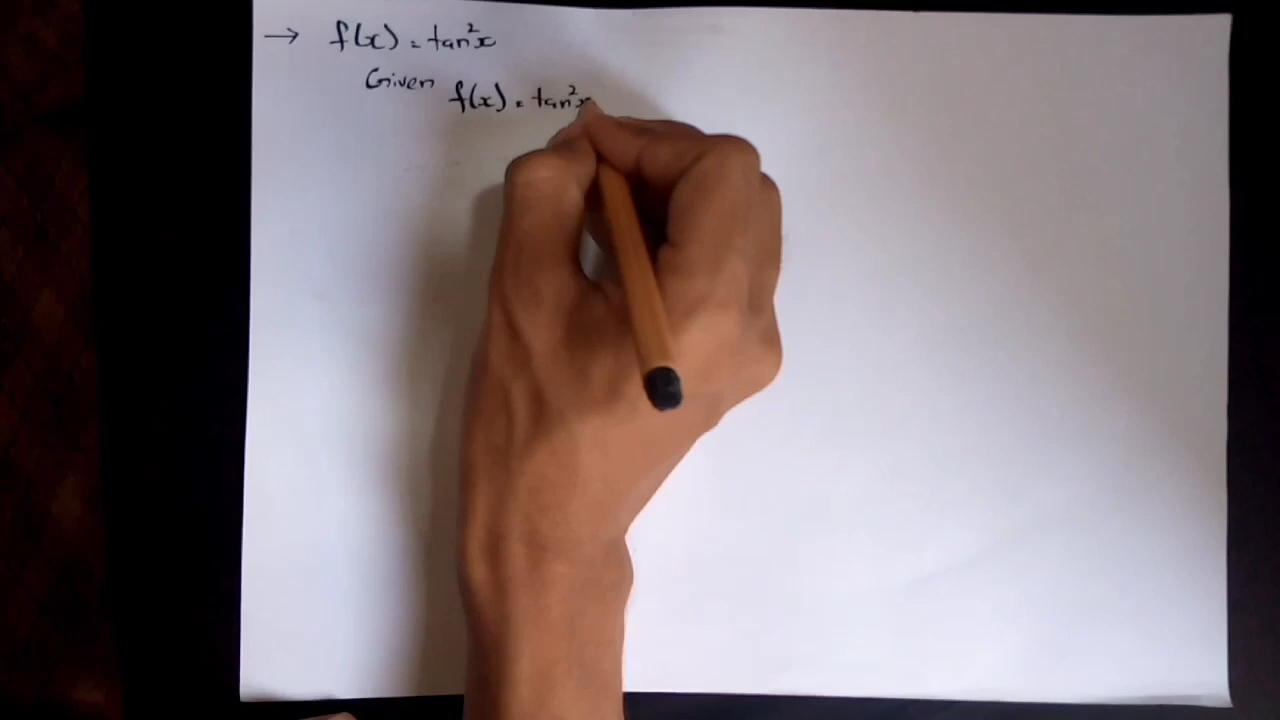 → f(x) = tan²x
Given f(x) = tan²x